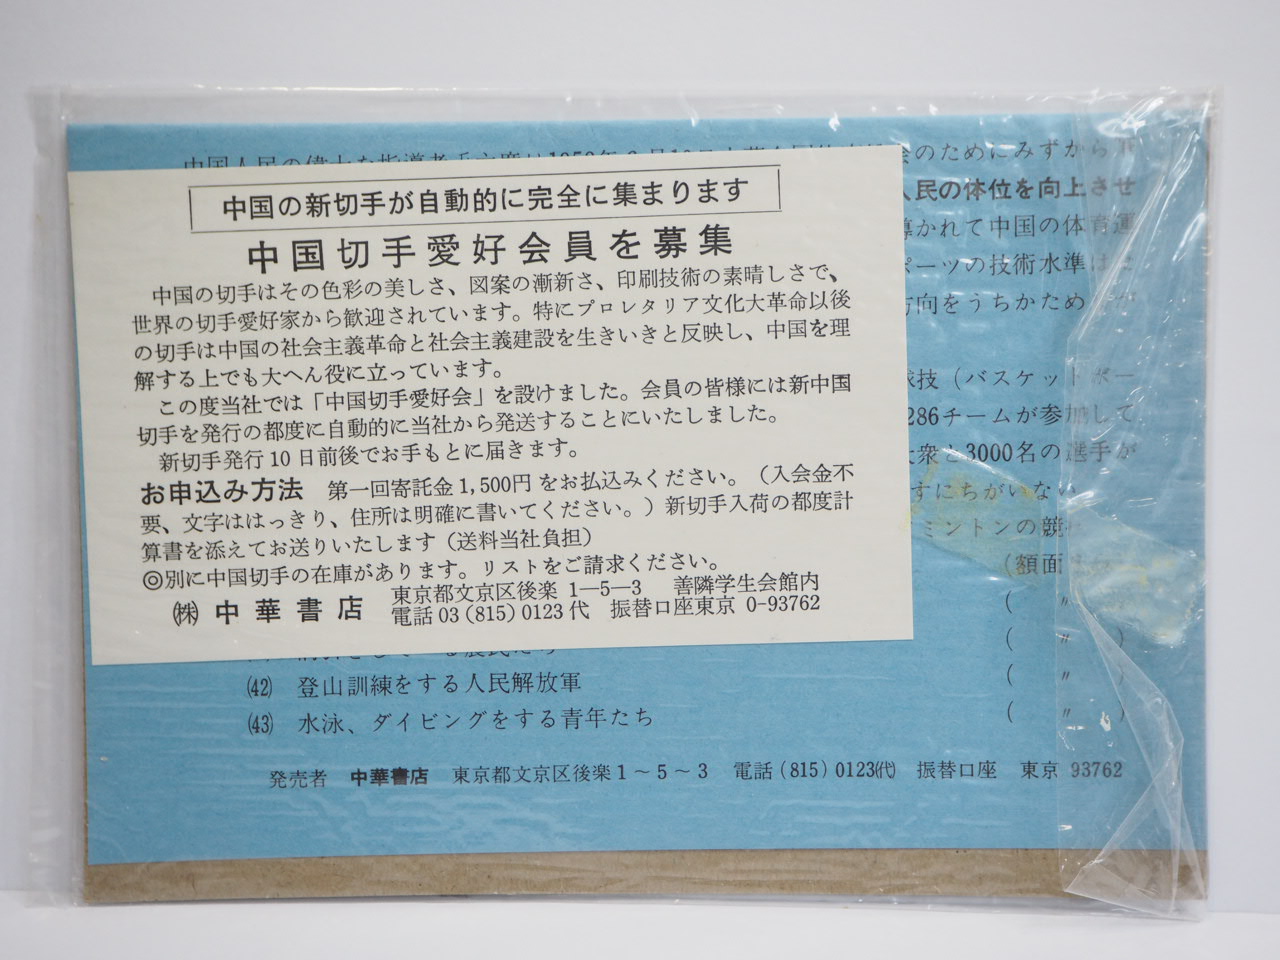 中国の新切手が自動的に完全に集まります
中国切手愛好会員を募集
中国の切手はその色彩の美しさ、図案の漸新さ、印刷技術の素晴しさで、
世界の切手愛好家から歓迎されています。特にプロレタリア文化大革命以後
の切手は中国の社会主義革命と社会主義建設を生きいきと反映し、中国を理
解する上でも大へん役に立っています。
この度当社では「中国切手愛好会」を設けました。会員の皆様には新中国
切手を発行の都度に自動的に当社から発送することにいたしました。
新切手発行10日前後でお手もとに届きます。
お申込み方法 第一回寄託金1,500円をお払込みください。(入会金不
要、文字ははっきり、住所は明確に書いてください。)新切手入荷の都度計
算書を添えてお送りいたします(送料当社負担)
◎別に中国切手の在庫があります。リストをご請求ください。
㈱ 中華書店 東京都文京区後楽 1—5—3 善隣学生会館内
電話 03(815)0123代 振替口座東京 0-93762
会のためにみずから
人民の体位を向上させ
導かれて中国の体育運
ポーツの技術水準は
方向をうちかため
球技(バスケットボー
286チームが参加して
大衆と3000名の選手が
すにちがいない
ミントンの競
(額面
( 〃
( 〃 )
(42) 登山訓練をする人民解放軍 ( 〃 )
(43) 水泳、ダイビングをする青年たち ( 〃 )
発売者 中華書店 東京都文京区後楽1～5～3 電話(815)0123㈹ 振替口座 東京 93762